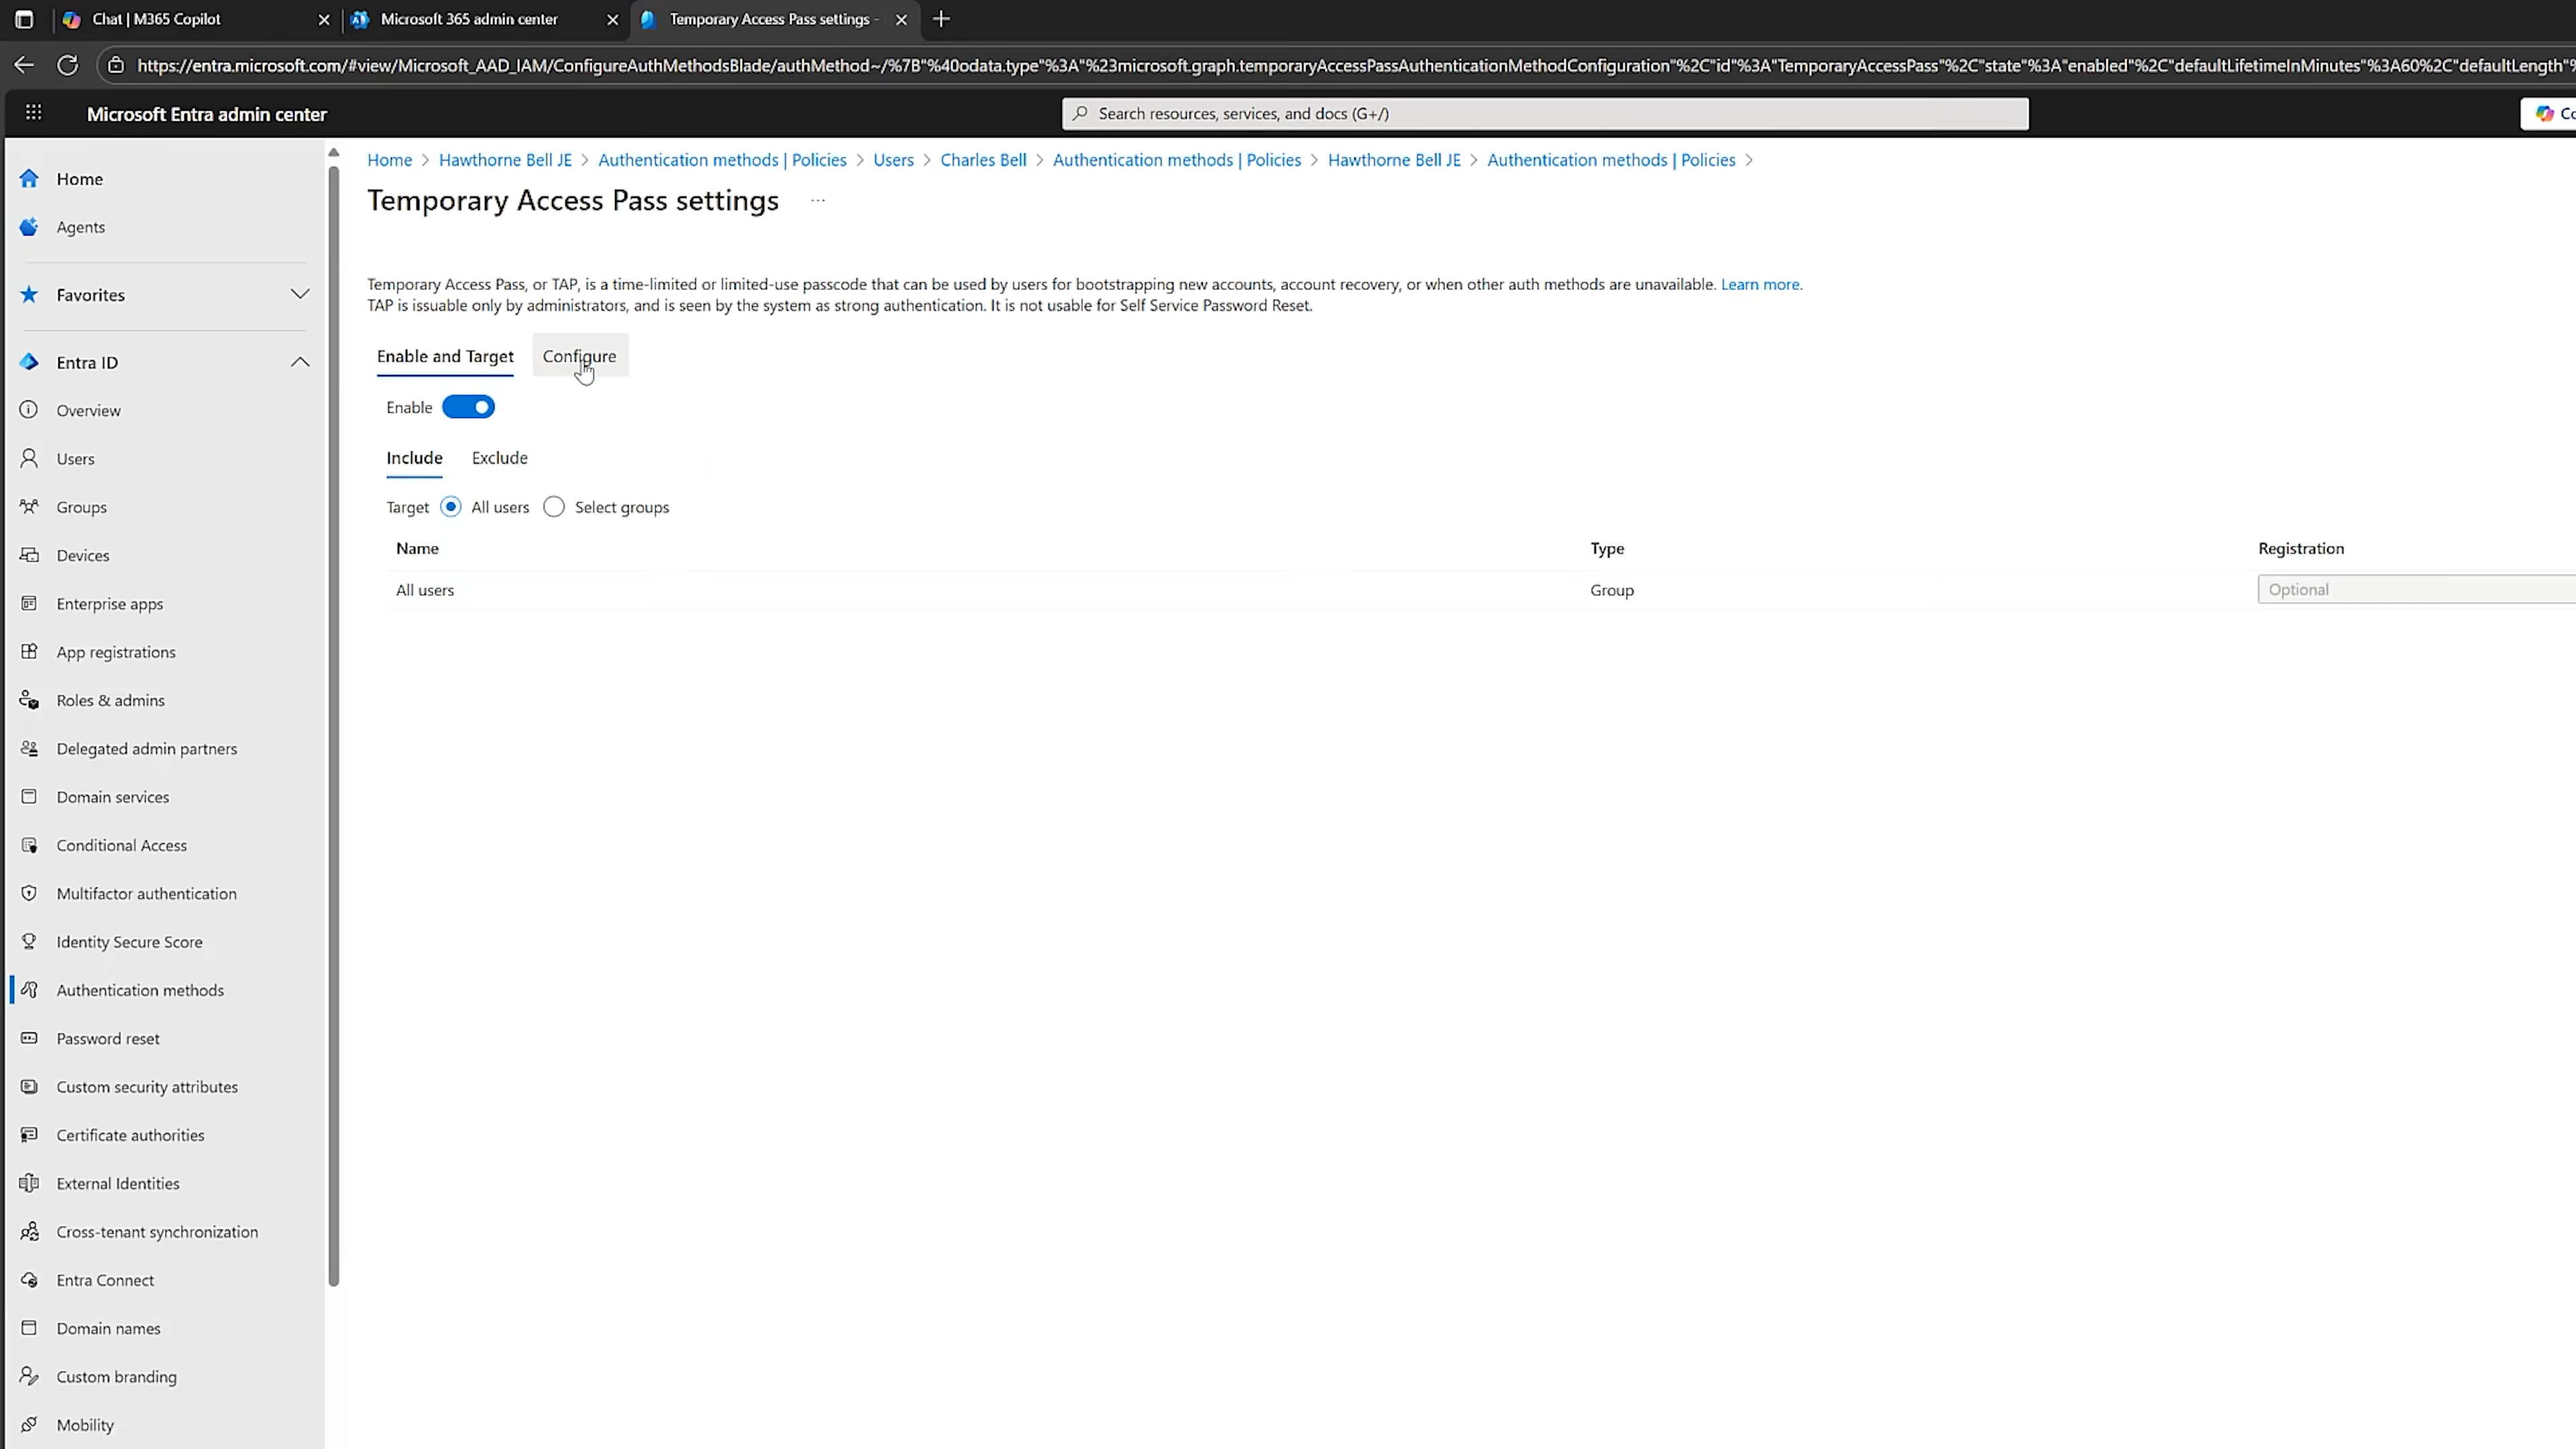 Chat | M365 Copilot
Microsoft 365 admin center
Temporary Access Pass settings -
https://entra.microsoft.com/#view/Microsoft_AAD_IAM/ConfigureAuthMethodsBlade/authMethod~/%7B"%40odata.type"%3A"%23microsoft.graph.temporaryAccessPassAuthenticationMethodConfiguration"%2C"id"%3A"TemporaryAccessPass"%2C"state"%3A"enabled"%2C"defaultLifetimeInMinutes"%3A60%2C"defaultLength"%
Microsoft Entra admin center
Search resources, services, and docs (G+/)
Co
Home > Hawthorne Bell JE > Authentication methods | Policies > Users > Charles Bell > Authentication methods | Policies > Hawthorne Bell JE > Authentication methods | Policies >
Temporary Access Pass settings ...
Temporary Access Pass, or TAP, is a time-limited or limited-use passcode that can be used by users for bootstrapping new accounts, account recovery, or when other auth methods are unavailable. Learn more.
TAP is issuable only by administrators, and is seen by the system as strong authentication. It is not usable for Self Service Password Reset.
Enable and Target Configure
Enable
Include Exclude
Target All users Select groups
Name Type Registration
All users Group Optional
Home
Agents
Favorites
Entra ID
Overview
Users
Groups
Devices
Enterprise apps
App registrations
Roles & admins
Delegated admin partners
Domain services
Conditional Access
Multifactor authentication
Identity Secure Score
Authentication methods
Password reset
Custom security attributes
Certificate authorities
External Identities
Cross-tenant synchronization
Entra Connect
Domain names
Custom branding
Mobility